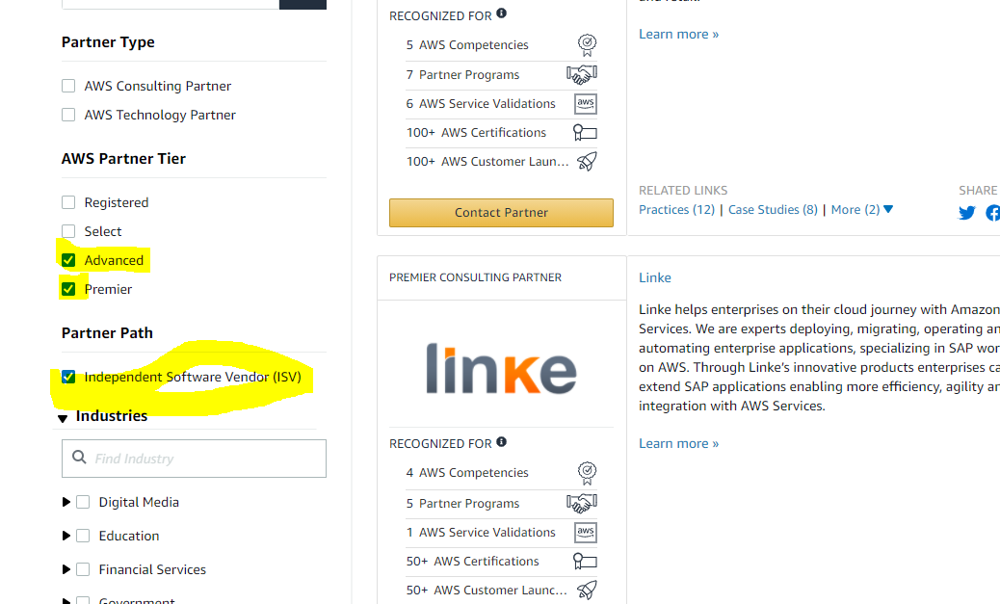 Partner Type
AWS Consulting Partner
AWS Technology Partner
AWS Partner Tier
Registered
Select
Advanced
Premier
Partner Path
Independent Software Vendor (ISV)
Industries
Find Industry
Digital Media
Education
Financial Services
Government
RECOGNIZED FOR
5 AWS Competencies
7 Partner Programs
6 AWS Service Validations
aws
100+ AWS Certifications
100+ AWS Customer Laun...
Contact Partner
Learn more »
RELATED LINKS
Practices (12) | Case Studies (8) | More (2)
SHARE
PREMIER CONSULTING PARTNER
linke
RECOGNIZED FOR
4 AWS Competencies
5 Partner Programs
1 AWS Service Validations
aws
50+ AWS Certifications
50+ AWS Customer Launc...
Linke
Linke helps enterprises on their cloud journey with Amazon
Services. We are experts deploying, migrating, operating an
automating enterprise applications, specializing in SAP wor
on AWS. Through Linke's innovative products enterprises ca
extend SAP applications enabling more efficiency, agility an
integration with AWS Services.
Learn more »